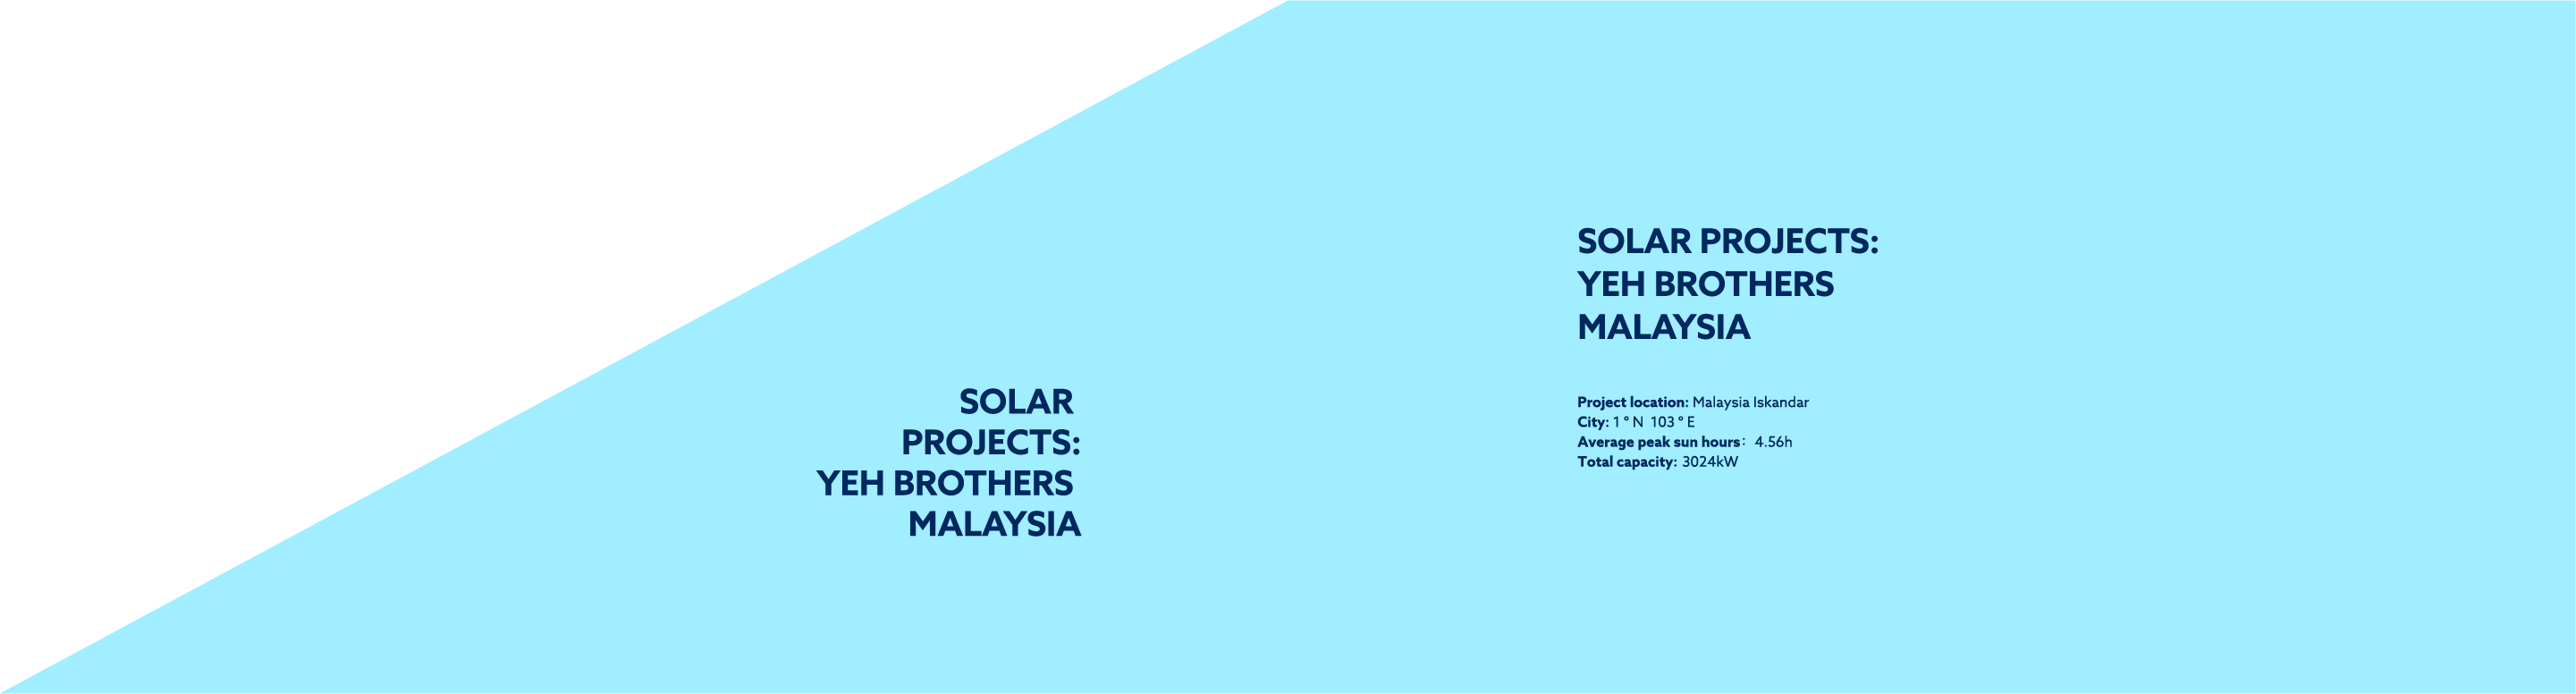 SOLAR
PROJECTS:
YEH BROTHERS
MALAYSIA
SOLAR PROJECTS:
YEH BROTHERS
MALAYSIA
Project location: Malaysia Iskandar
City: 1 ° N 103 ° E
Average peak sun hours： 4.56h
Total capacity: 3024kW